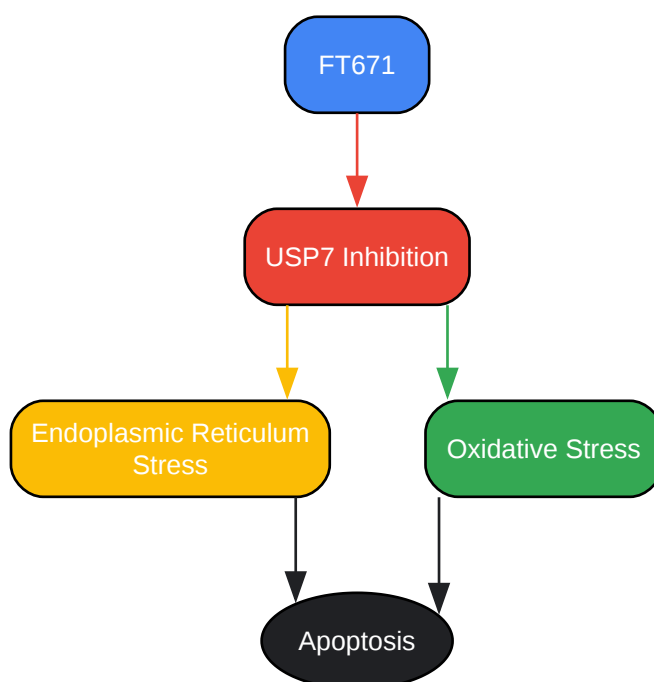 FT671
USP7 Inhibition
Endoplasmic Reticulum
Stress
Oxidative Stress
Apoptosis